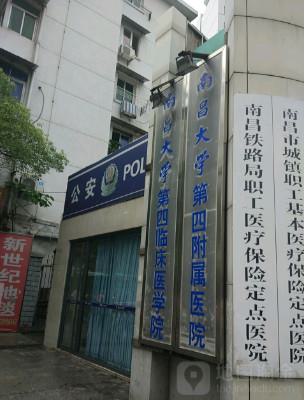 公安
POL
新世纪
南昌大学第四临床医学院
南昌大学第四附属医院
南昌铁路局职工医疗保险定点医院
南昌市城镇职工基本医疗保险定点医院